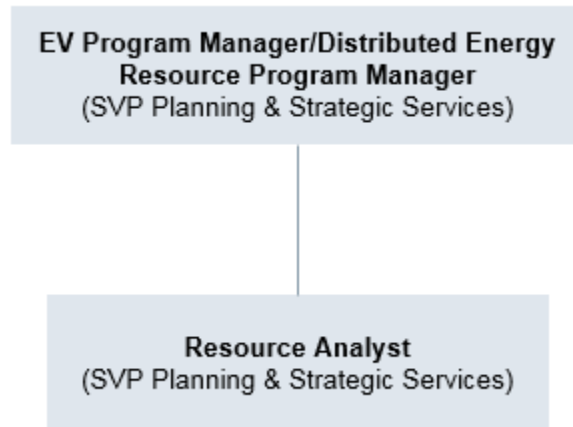 EV Program Manager/Distributed Energy
Resource Program Manager
(SVP Planning & Strategic Services)
Resource Analyst
(SVP Planning & Strategic Services)